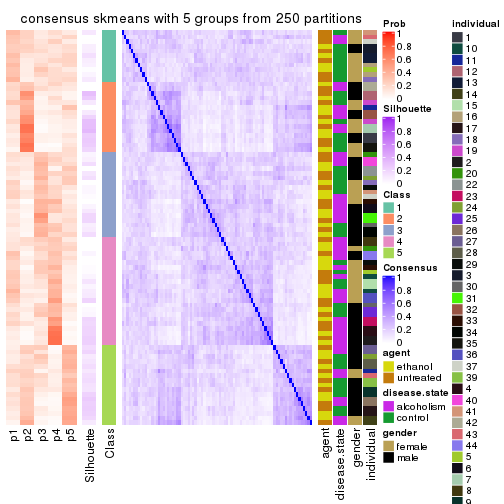 consensus skmeans with 5 groups from 250 partitions
p1
p2
p3
p4
p5
Silhouette
Class
agent
disease.state
gender
individual
Prob
1
0.8
0.6
0.4
0.2
0
Silhouette
1
0.8
0.6
0.4
0.2
0
Class
1
2
3
4
5
Consensus
1
0.8
0.6
0.4
0.2
0
agent
ethanol
untreated
disease.state
alcoholism
control
gender
female
male
individual
1
10
11
12
13
14
15
16
17
18
19
2
20
22
23
24
25
26
27
28
29
3
30
31
32
33
34
35
36
37
39
4
40
41
42
43
44
5
6
7
8
9